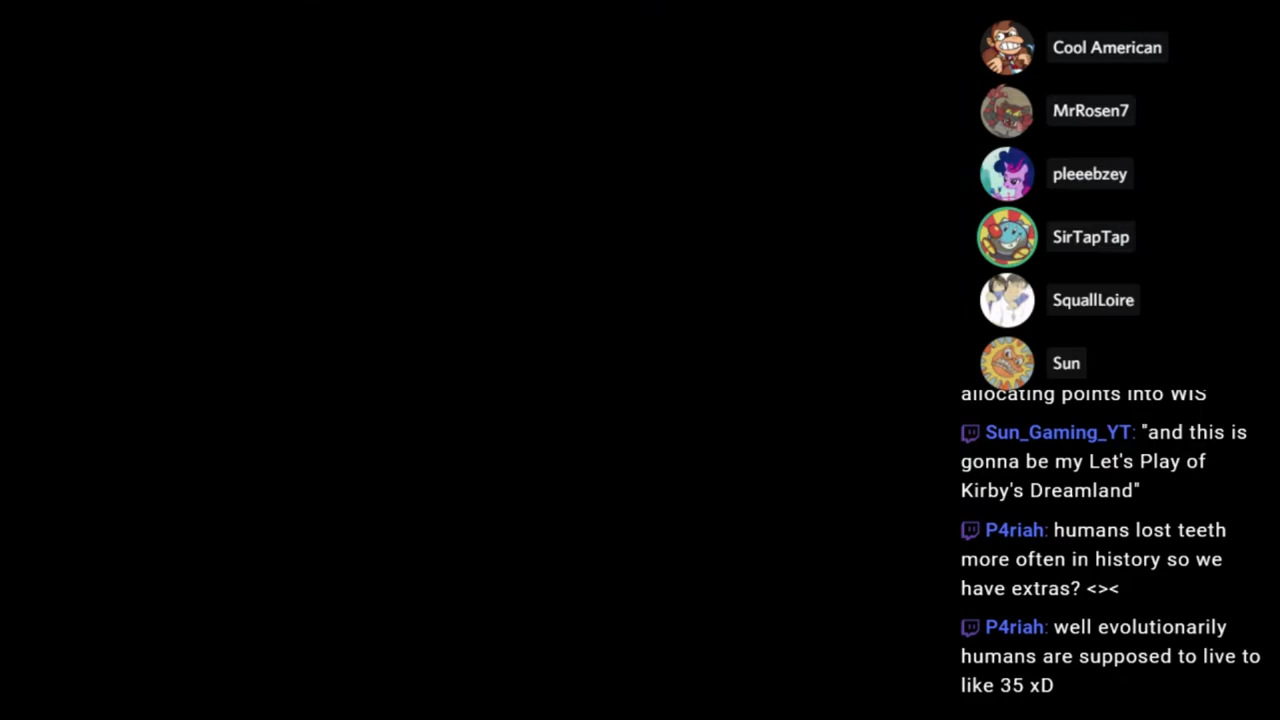 Cool American
MrRosen7
pleeebzey
SirTapTap
SquallLoire
Sun
allocating points into WIS
Sun_Gaming_YT: "and this is
gonna be my Let's Play of
Kirby's Dreamland"
P4riah: humans lost teeth
more often in history so we
have extras? <><
P4riah: well evolutionarily
humans are supposed to live to
like 35 xD